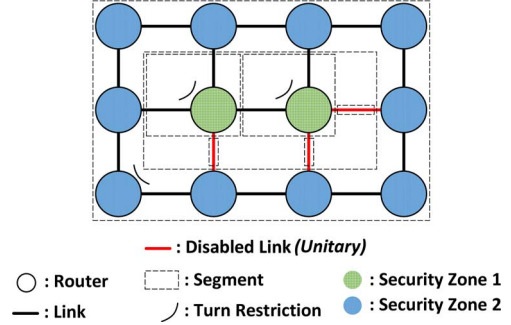 : Disabled Link (Unitary)
: Router : Segment : Security Zone 1
: Link : Turn Restriction : Security Zone 2